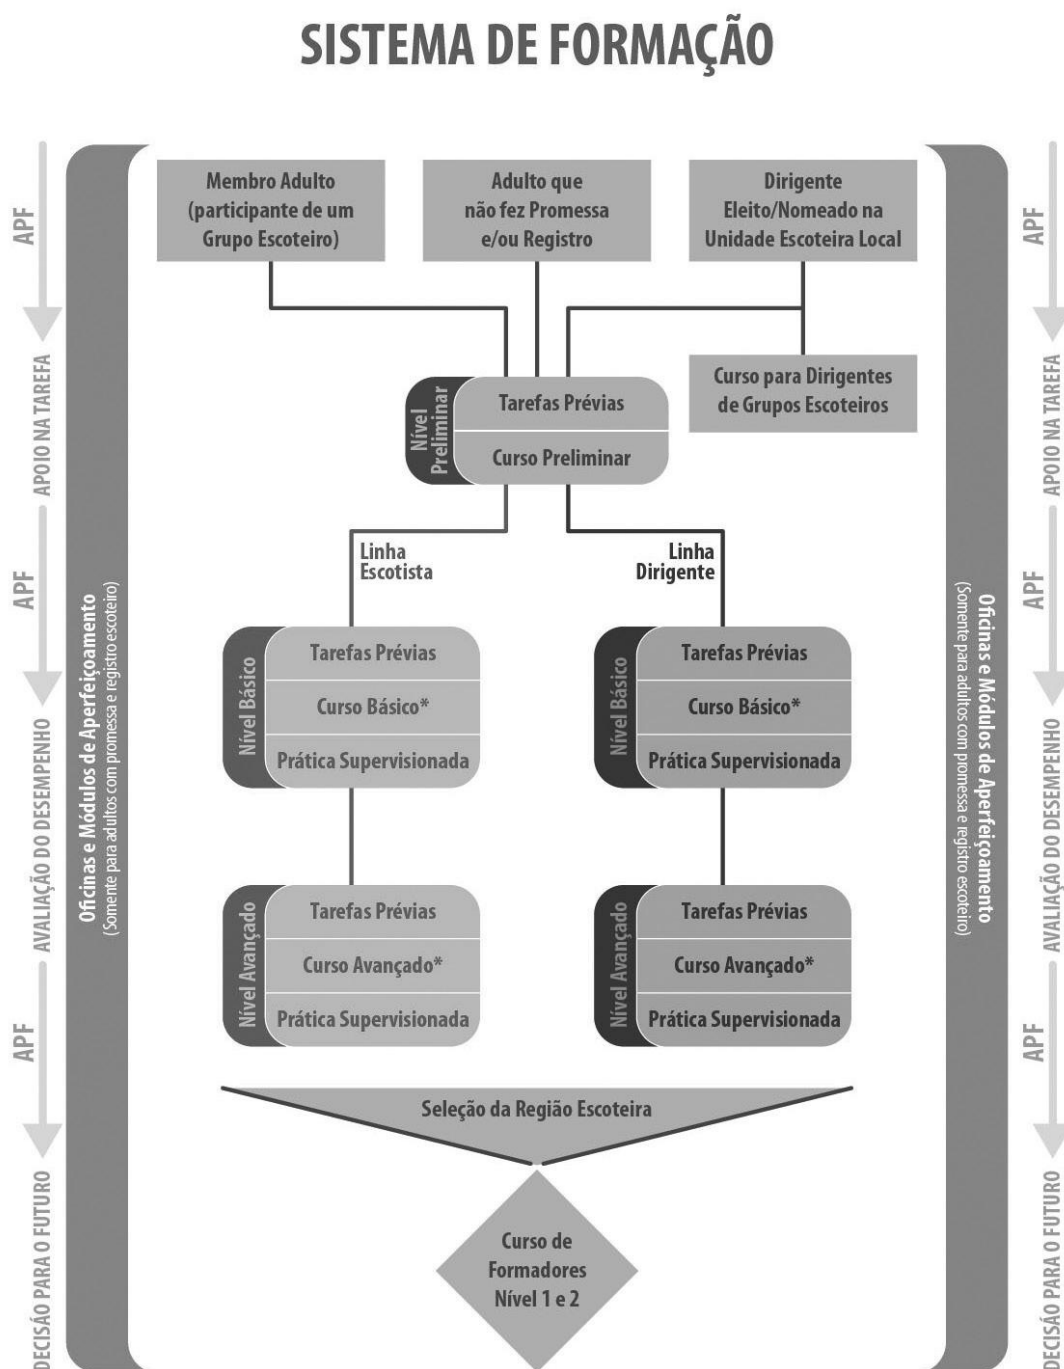 SISTEMA DE FORMAÇÃO
Membro Adulto
(participante de um
Grupo Escoteiro)
Adulto que
não fez Promessa
e/ou Registro
Dirigente
Eleito/Nomeado na
Unidade Escoteira Local
Curso para Dirigentes
de Grupos Escoteiros
Nível
Preliminar
Tarefas Prévias
Curso Preliminar
Linha
Escotista
Linha
Dirigente
Nível Básico
Tarefas Prévias
Curso Básico*
Prática Supervisionada
Nível Básico
Tarefas Prévias
Curso Básico*
Prática Supervisionada
Nível Avançado
Tarefas Prévias
Curso Avançado*
Prática Supervisionada
Nível Avançado
Tarefas Prévias
Curso Avançado*
Prática Supervisionada
Seleção da Região Escoteira
Curso de
Formadores
Nível 1 e 2
APF
APOIO NA TAREFA
APF
AVALIAÇÃO DO DESEMPENHO
APF
DECISÃO PARA O FUTURO
Oficinas e Módulos de Aperfeiçoamento
(Somente para adultos com promessa e registro escoteiro)
Oficinas e Módulos de Aperfeiçoamento
(Somente para adultos com promessa e registro escoteiro)
APF
APOIO NA TAREFA
APF
AVALIAÇÃO DO DESEMPENHO
APF
DECISÃO PARA O FUTURO